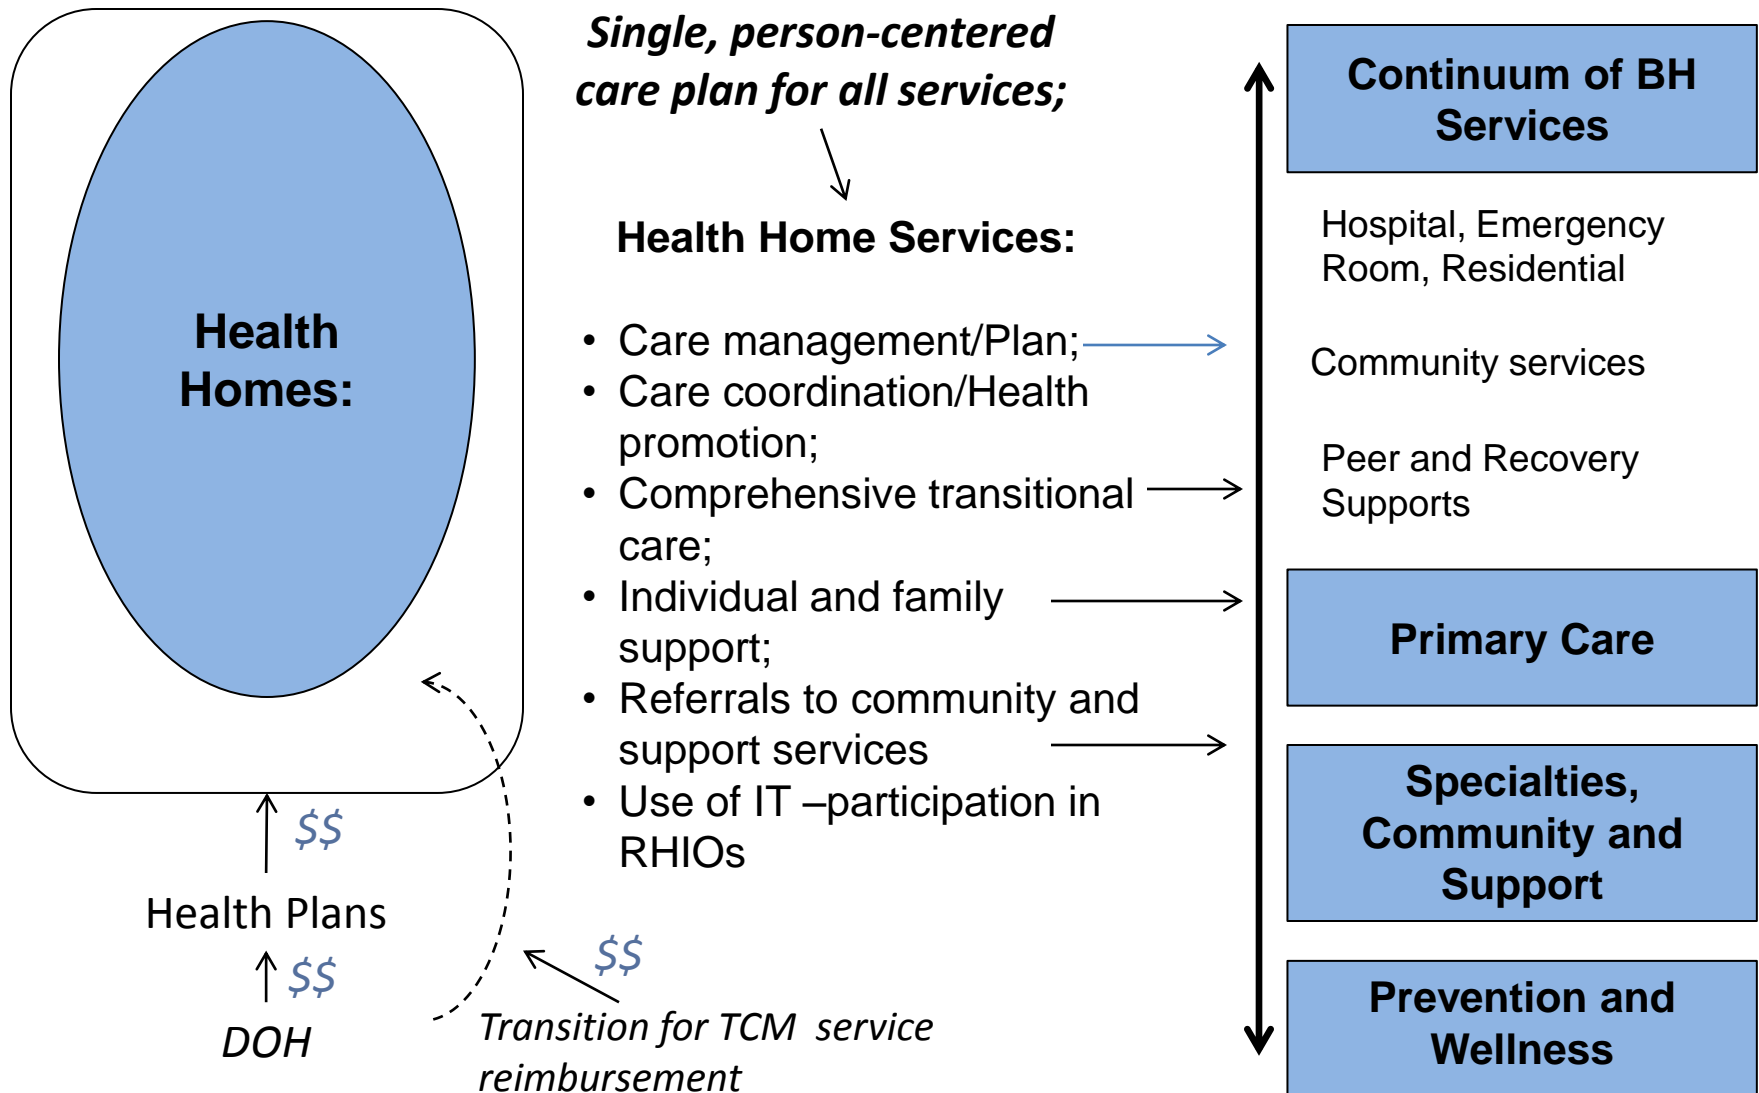 Health
Homes:
$$
Health Plans
$$
DOH
$$
Transition for TCM service
reimbursement
Single, person-centered
care plan for all services;
Health Home Services:
• Care management/Plan;
• Care coordination/Health
promotion;
• Comprehensive transitional
care;
• Individual and family
support;
• Referrals to community and
support services
• Use of IT –participation in
RHIOs
Continuum of BH
Services
Hospital, Emergency
Room, Residential
Community services
Peer and Recovery
Supports
Primary Care
Specialties,
Community and
Support
Prevention and
Wellness